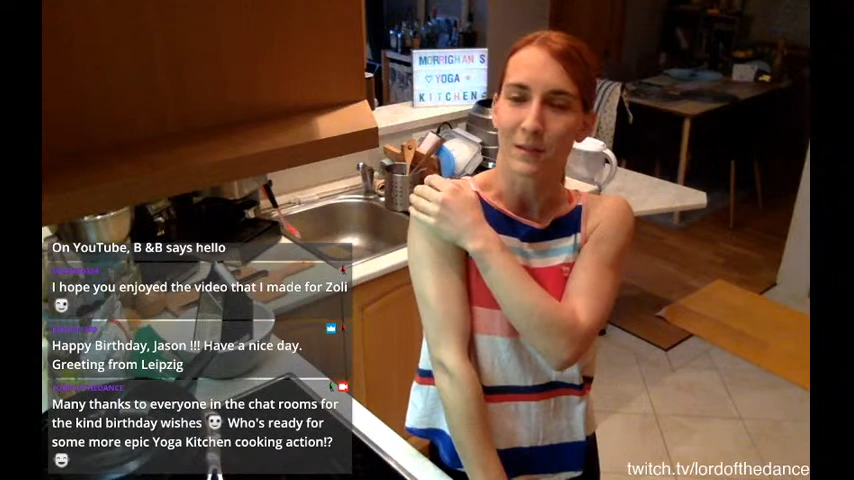 MORRIGHAN'S
♡YOGA
KITCHEN
On YouTube, B &B says hello
I hope you enjoyed the video that I made for Zoli
Happy Birthday, Jason !!! Have a nice day.
Greeting from Leipzig
Many thanks to everyone in the chat rooms for
the kind birthday wishes
Who's ready for
some more epic Yoga Kitchen cooking action!?
twitch.tv/lordofthedance